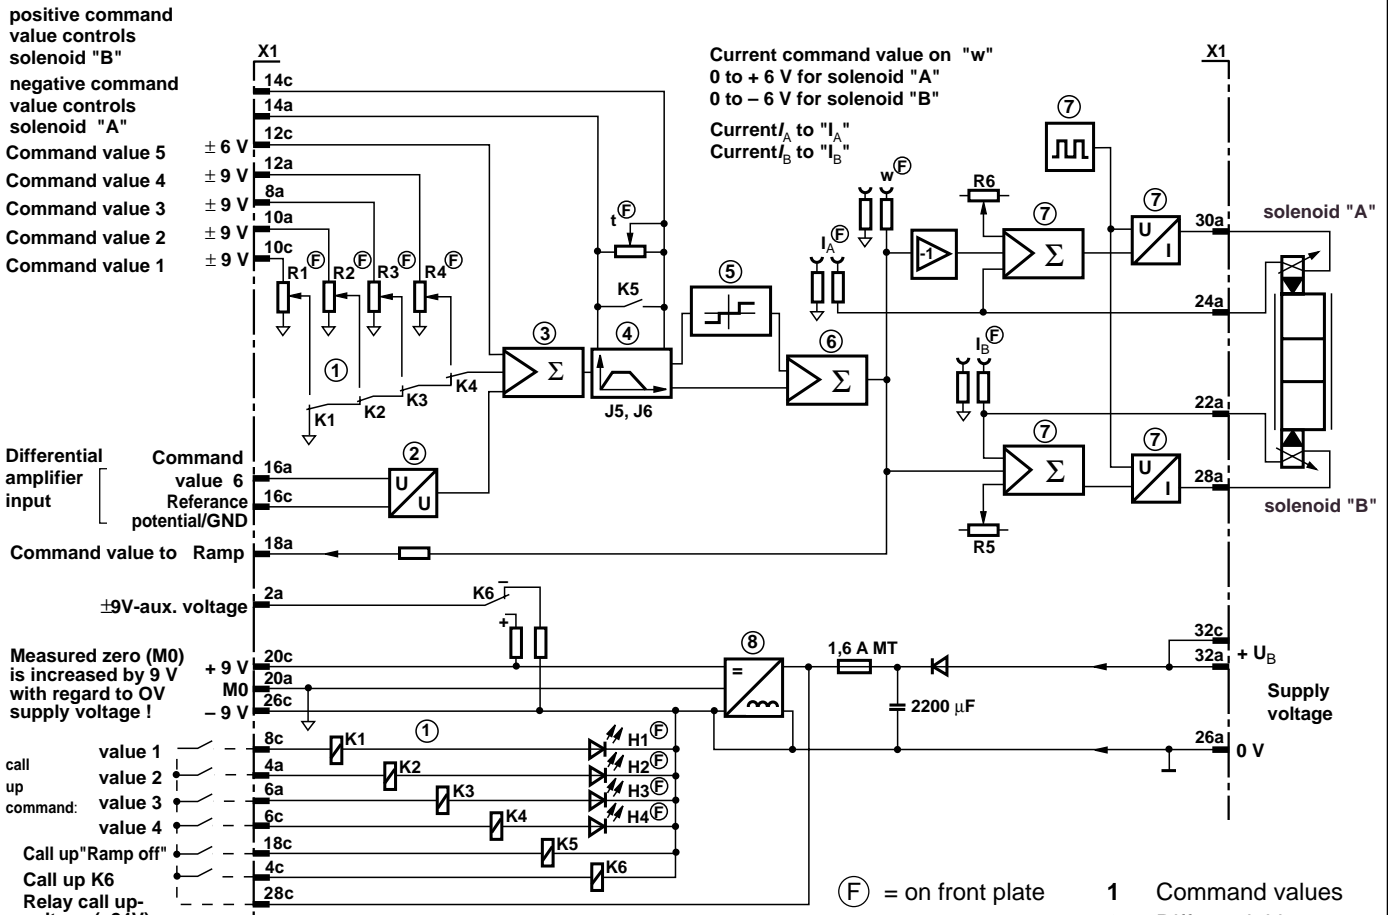 positive command
value controls
solenoid "B"
negative command
value controls
solenoid "A"
X1
14c
14a
Command value 5 ± 6 V 12c
Command value 4 ± 9 V 12a
Command value 3 ± 9 V 8a
Command value 2 ± 9 V 10a
Command value 1 ± 9 V 10c
R1 F R2 F R3 F R4 F
1
K1 K2 K3 K4
Current command value on "w"
0 to + 6 V for solenoid "A"
0 to – 6 V for solenoid "B"
Current I_A to "I_A"
Current I_B to "I_B"
t F
K5
3
Σ
4
J5, J6
5
6
Σ
w F
I_A F
-1
R6
7
Σ
7
7
U
I
X1
30a
solenoid "A"
24a
I_B F
7
Σ
R5
7
U
I
22a
28a
solenoid "B"
Differential
amplifier
input
Command
value 6
16a
Referance
potential/GND
16c
2
U
U
Command value to Ramp 18a
±9V-aux. voltage 2a
K6 –
+
Measured zero (M0)
is increased by 9 V
with regard to OV
supply voltage !
+ 9 V 20c
M0 20a
– 9 V 26c
8
=
1,6 A MT
2200 µF
32c
32a + U_B
Supply
voltage
26a
0 V
call
up
command:
value 1 8c K1 1 H1 F
value 2 4a K2 H2 F
value 3 6a K3 H3 F
value 4 6c K4 H4 F
Call up "Ramp off" 18c K5
Call up K6 4c K6
Relay call up- 28c
F = on front plate
1 Command values